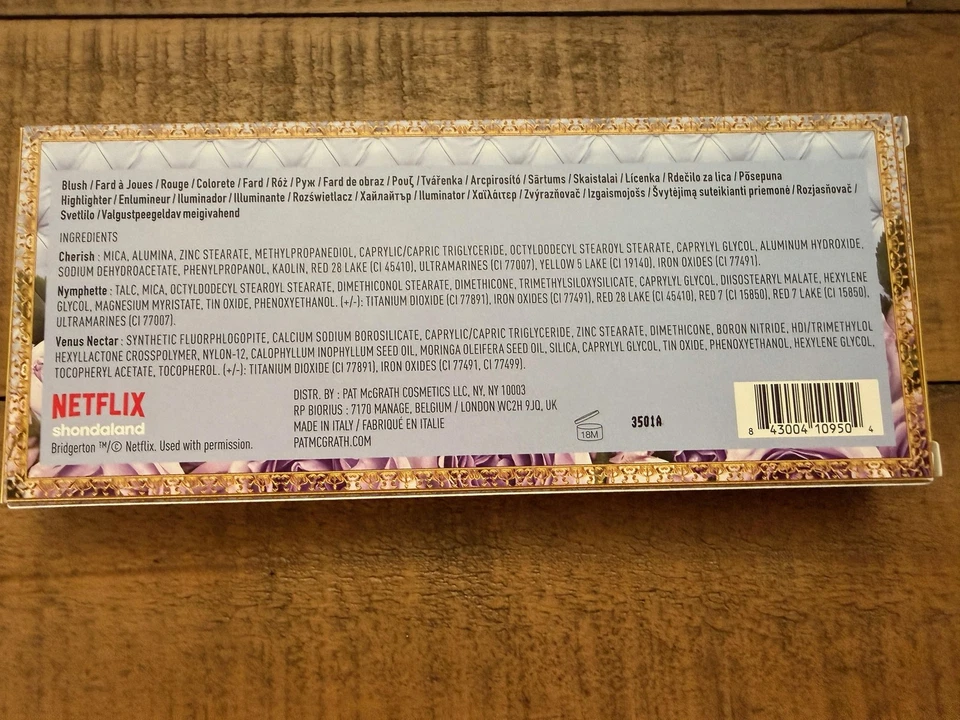 Blush / Fard à Joues / Rouge / Colorete / Fard / Róż / Руж / Fard de obraz / Ρουζ / Tvářenka / Arcpirosító / Sārtums / Skaistalai / Lícenka / Rdečilo za lica / Põsepuna
Highlighter / Enlumineur / Iluminador / Illuminante / Rozświetlacz / Хайлайтър / Iluminator / Χαϊλάιτερ / Zvýrazňovač / Izgaismojošs / Švytėjimą suteikianti priemonė / Rozjasňovač /
Svetlilo / Valgustpeegeldav meigivahend
INGREDIENTS
Cherish : MICA, ALUMINA, ZINC STEARATE, METHYLPROPANEDIOL, CAPRYLIC/CAPRIC TRIGLYCERIDE, OCTYLDODECYL STEAROYL STEARATE, CAPRYLYL GLYCOL, ALUMINUM HYDROXIDE,
SODIUM DEHYDROACETATE, PHENYLPROPANOL, KAOLIN, RED 28 LAKE (CI 45410), ULTRAMARINES (CI 77007), YELLOW 5 LAKE (CI 19140), IRON OXIDES (CI 77491).
Nymphette : TALC, MICA, OCTYLDODECYL STEAROYL STEARATE, DIMETHICONOL STEARATE, DIMETHICONE, TRIMETHYLSILOXYSILICATE, CAPRYLYL GLYCOL, DIISOSTEARYL MALATE, HEXYLENE
GLYCOL, MAGNESIUM MYRISTATE, TIN OXIDE, PHENOXYETHANOL. (+/-): TITANIUM DIOXIDE (CI 77891), IRON OXIDES (CI 77491), RED 28 LAKE (CI 45410), RED 7 (CI 15850), RED 7 LAKE (CI 15850),
ULTRAMARINES (CI 77007).
Venus Nectar : SYNTHETIC FLUORPHLOGOPITE, CALCIUM SODIUM BOROSILICATE, CAPRYLIC/CAPRIC TRIGLYCERIDE, ZINC STEARATE, DIMETHICONE, BORON NITRIDE, HDI/TRIMETHYLOL
HEXYLLACTONE CROSSPOLYMER, NYLON-12, CALOPHYLLUM INOPHYLLUM SEED OIL, MORINGA OLEIFERA SEED OIL, SILICA, CAPRYLYL GLYCOL, TIN OXIDE, PHENOXYETHANOL, HEXYLENE GLYCOL,
TOCOPHERYL ACETATE, TOCOPHEROL. (+/-): TITANIUM DIOXIDE (CI 77891), IRON OXIDES (CI 77491, CI 77499).
NETFLIX
shondaland
Bridgerton ™/© Netflix. Used with permission.
DISTR. BY : PAT McGRATH COSMETICS LLC, NY, NY 10003
RP BIORIUS : 7170 MANAGE, BELGIUM / LONDON WC2H 9JQ, UK
MADE IN ITALY / FABRIQUÉ EN ITALIE
PATMCGRATH.COM
18M
3501A
8 43004 10950 4